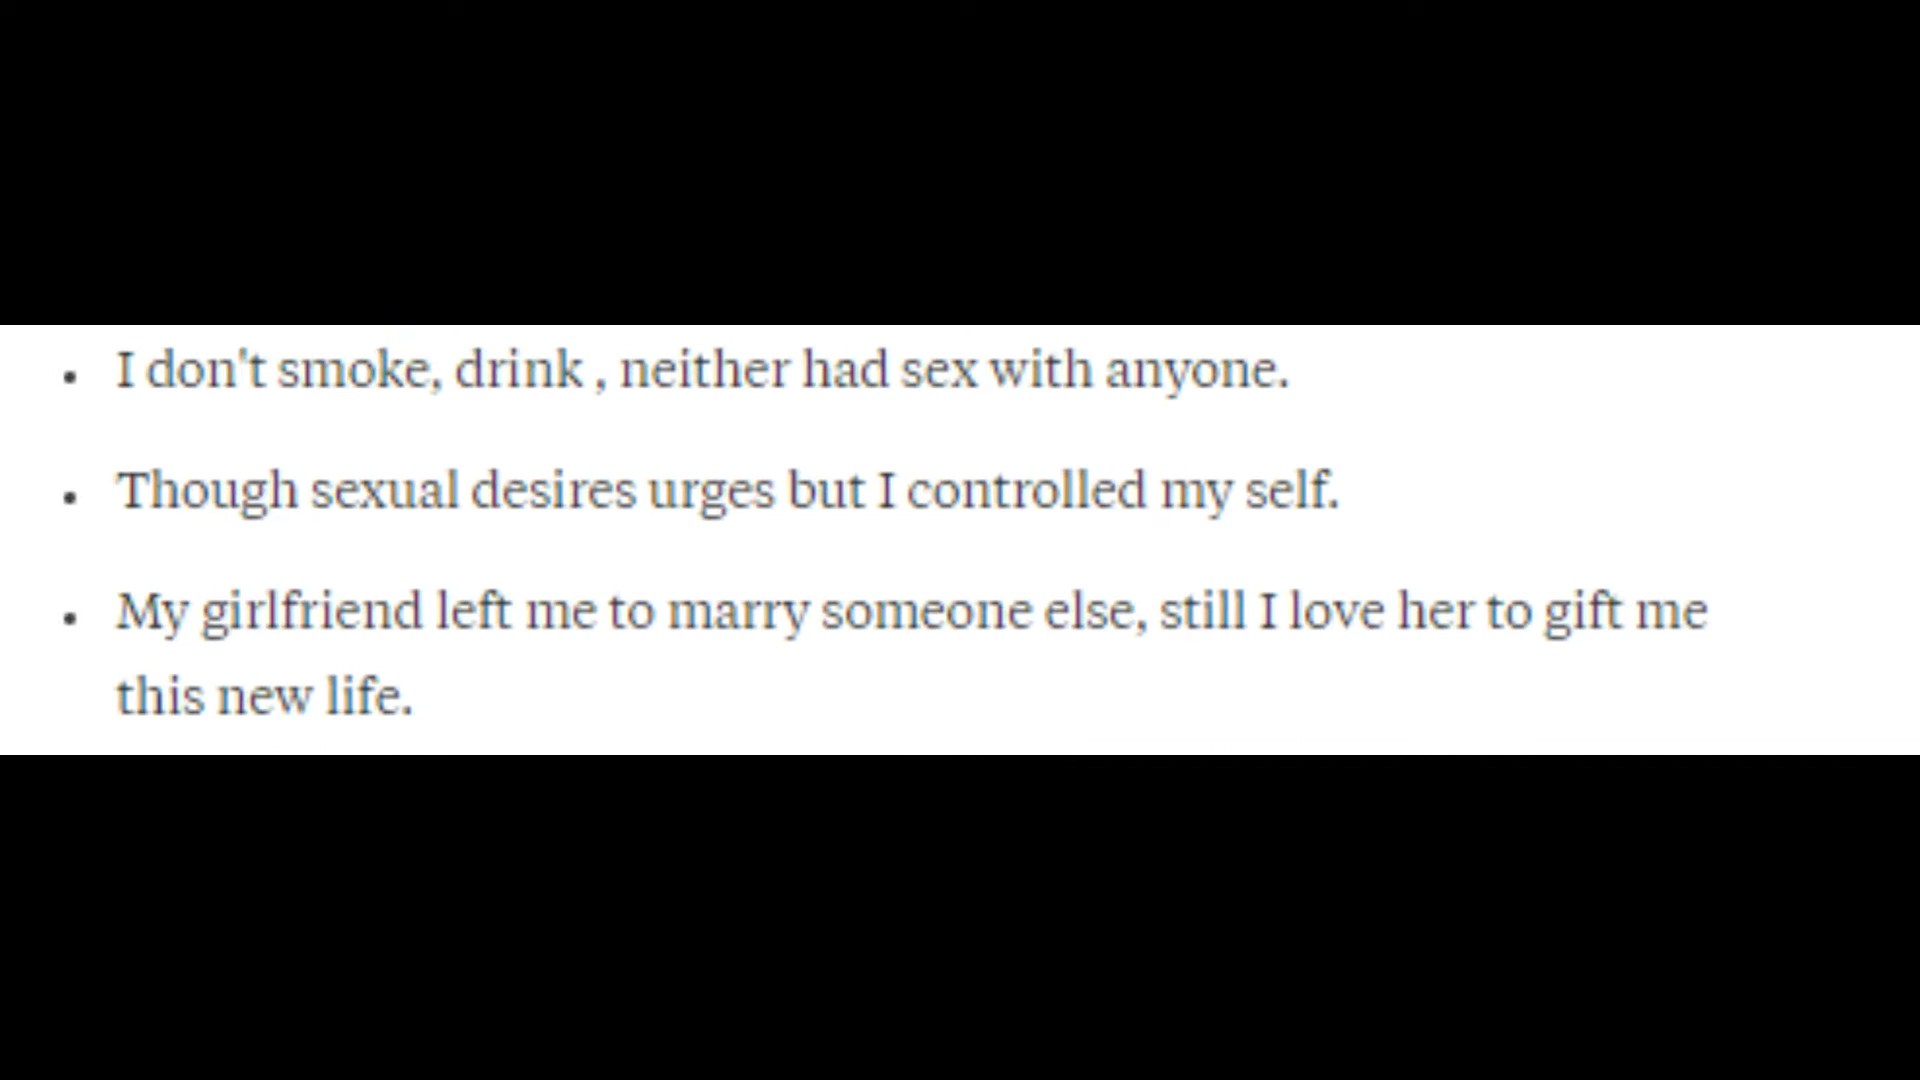 • I don't smoke, drink , neither had sex with anyone.
• Though sexual desires urges but I controlled my self.
• My girlfriend left me to marry someone else, still I love her to gift me
this new life.